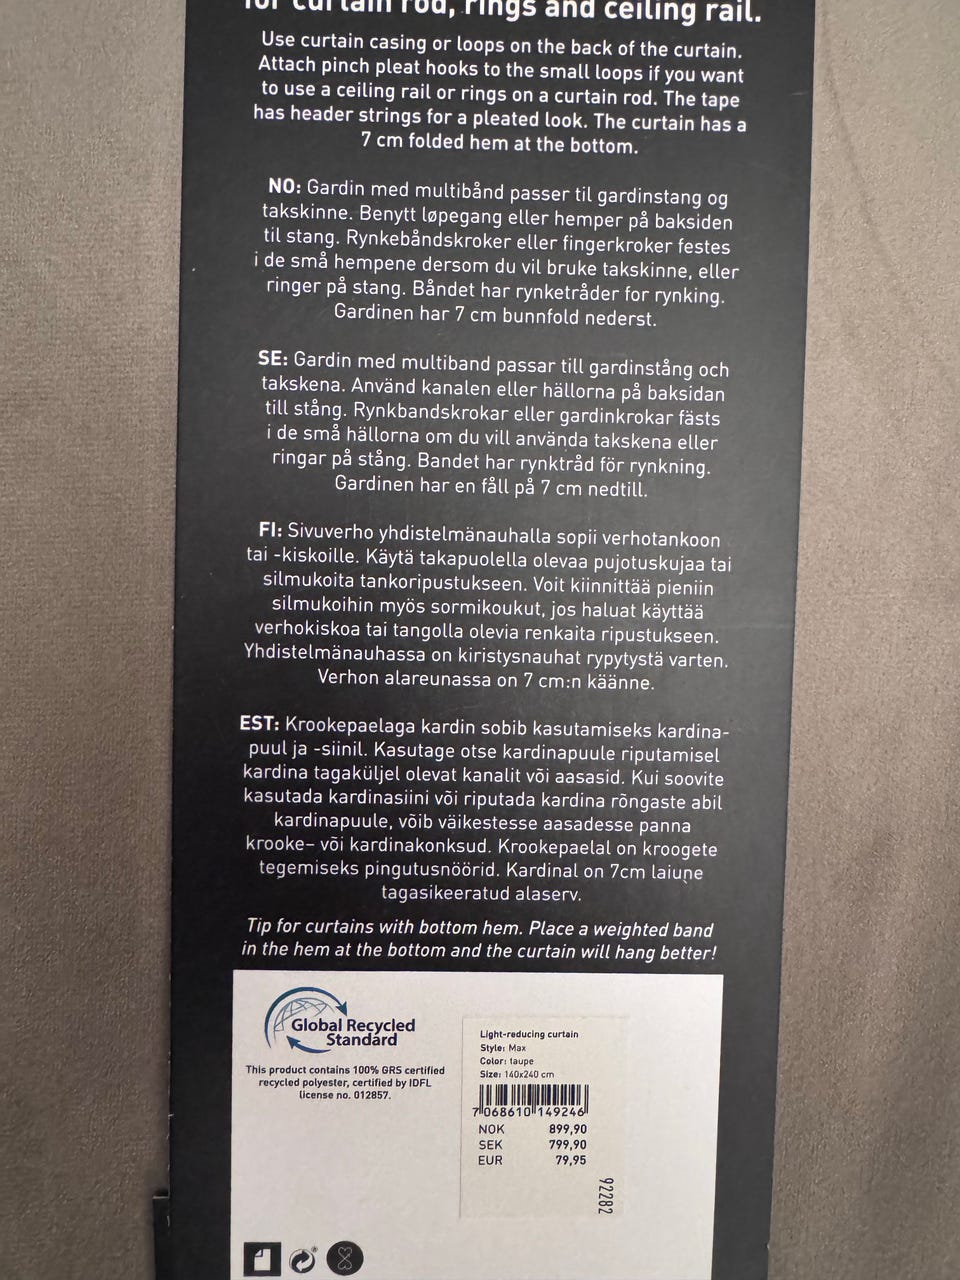 for curtain rod, rings and ceiling rail.
Use curtain casing or loops on the back of the curtain.
Attach pinch pleat hooks to the small loops if you want
to use a ceiling rail or rings on a curtain rod. The tape
has header strings for a pleated look. The curtain has a
7 cm folded hem at the bottom.
NO: Gardin med multibånd passer til gardinstang og
takskinne. Benytt løpegang eller hemper på baksiden
til stang. Rynkebåndskroker eller fingerkroker festes
i de små hempene dersom du vil bruke takskinne, eller
ringer på stang. Båndet har rynketråder for rynking.
Gardinen har 7 cm bunnfold nederst.
SE: Gardin med multiband passar till gardinstång och
takskena. Använd kanalen eller hällorna på baksidan
till stång. Rynkbandskrokar eller gardinkrokar fästs
i de små hällorna om du vill använda takskena eller
ringar på stång. Bandet har rynktråd för rynkning.
Gardinen har en fåll på 7 cm nedtill.
FI: Sivuverho yhdistelmänauhalla sopii verhotankoon
tai -kiskoille. Käytä takapuolella olevaa pujotuskujaa tai
silmukoita tankoripustukseen. Voit kiinnittää pieniin
silmukoihin myös sormikoukut, jos haluat käyttää
verhokiskoa tai tangolla olevia renkaita ripustukseen.
Yhdistelmänauhassa on kiristysnauhat rypytystä varten.
Verhon alareunassa on 7 cm:n käänne.
EST: Krookepaelaga kardin sobib kasutamiseks kardina-
puul ja -siinil. Kasutage otse kardinapuule riputamisel
kardina tagaküljel olevat kanalit või aasasid. Kui soovite
kasutada kardinasiini või riputada kardina rõngaste abil
kardinapuule, võib väikestesse aasadesse panna
krooke- või kardinakonksud. Krookepaelal on kroogete
tegemiseks pingutusnöörid. Kardinal on 7cm laiune
tagasikeeratud alaserv.
Tip for curtains with bottom hem. Place a weighted band
in the hem at the bottom and the curtain will hang better!
Global Recycled
Standard
This product contains 100% GRS certified
recycled polyester, certified by IDFL
license no. 012857.
Light-reducing curtain
Style: Max
Color: taupe
Size: 140x240 cm
7 068610 149246
NOK 899,90
SEK 799,90
EUR 79,95
92282